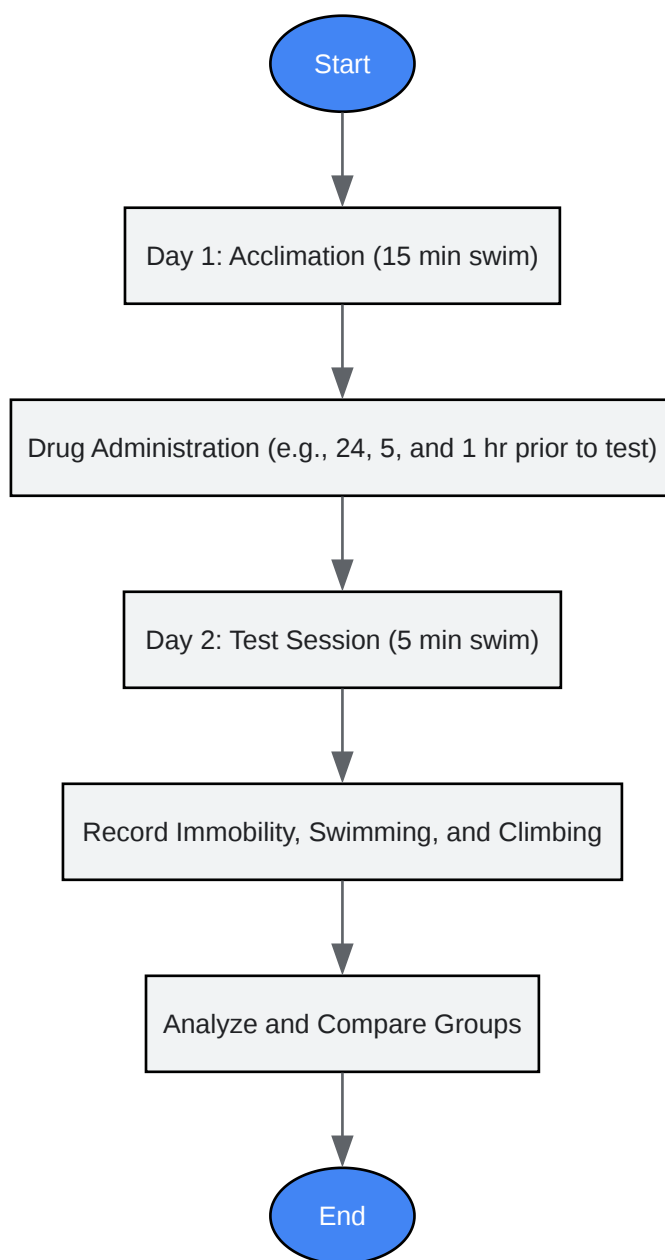 Start
Day 1: Acclimation (15 min swim)
Drug Administration (e.g., 24, 5, and 1 hr prior to test)
Day 2: Test Session (5 min swim)
Record Immobility, Swimming, and Climbing
Analyze and Compare Groups
End